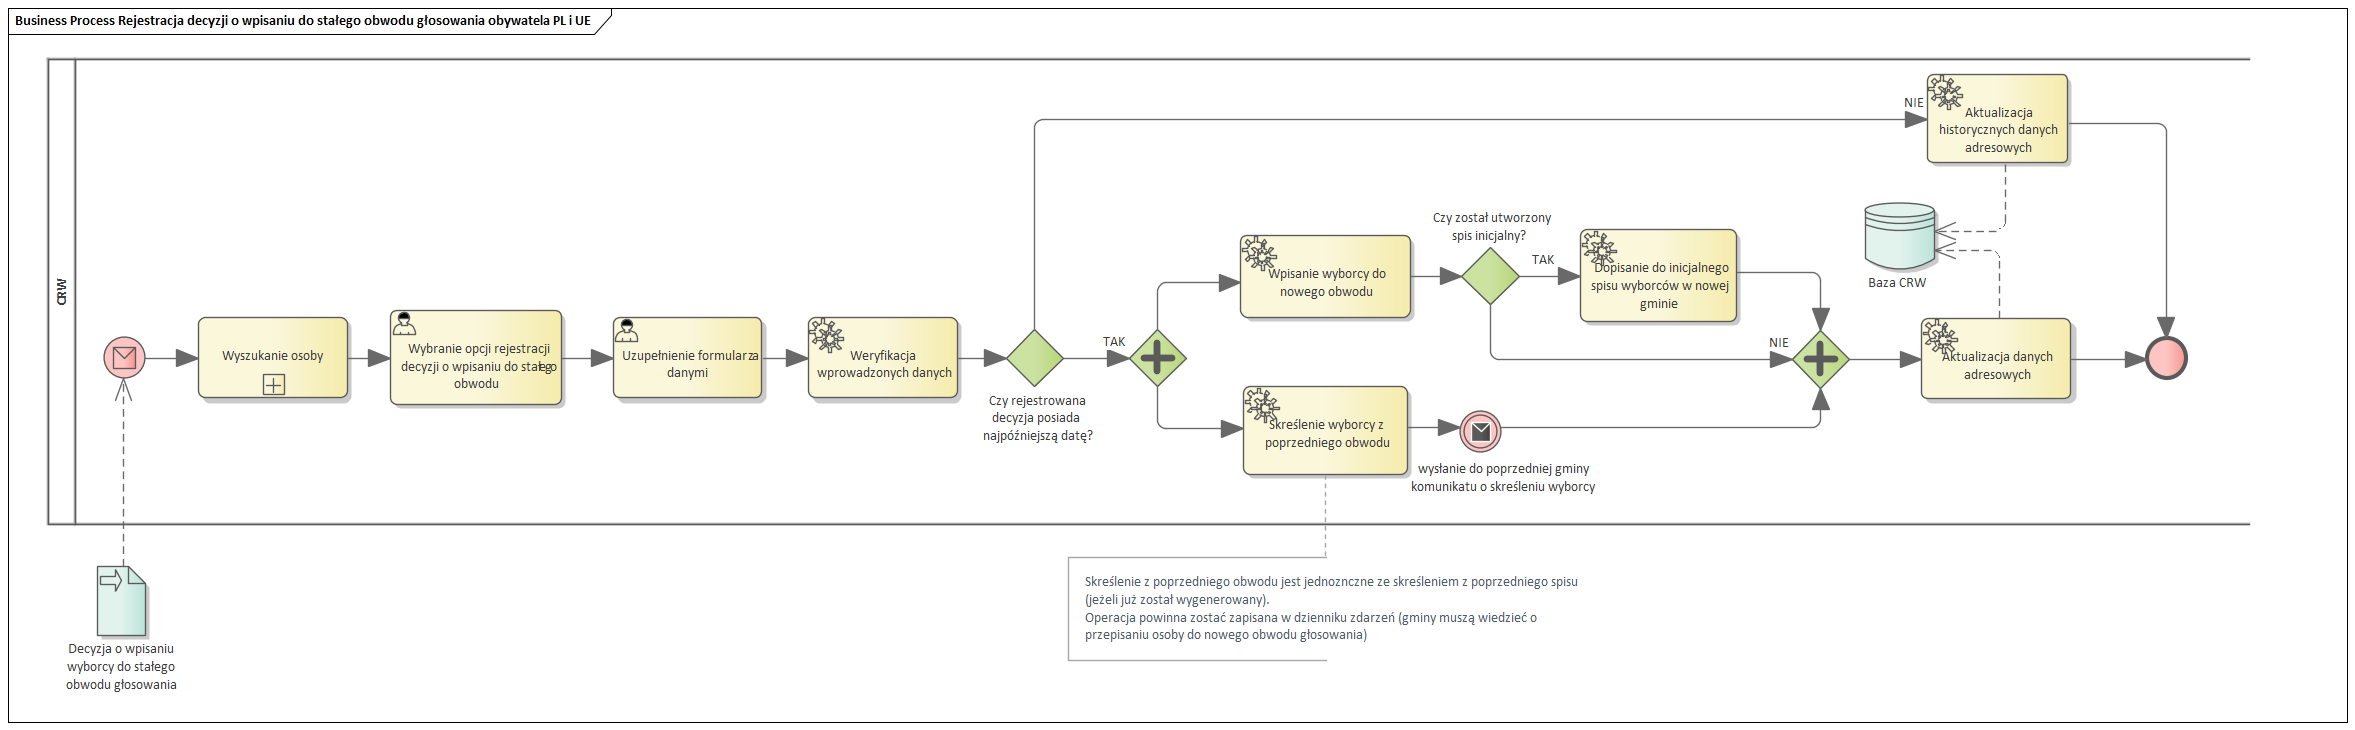 Business Process Rejestracja decyzji o wpisaniu do stałego obwodu głosowania obywatela PL i UE
CRW
Wyszukanie osoby
Wybranie opcji rejestracji
decyzji o wpisaniu do stałego
obwodu
Uzupełnienie formularza
danymi
Weryfikacja
wprowadzonych danych
Czy rejestrowana
decyzja posiada
najpóźniejszą datę?
NIE
TAK
Wpisanie wyborcy do
nowego obwodu
Czy został utworzony
spis inicjalny?
TAK
NIE
Dopisanie do inicjalnego
spisu wyborców w nowej
gminie
Skreślenie wyborcy z
poprzedniego obwodu
wysłanie do poprzedniej gminy
komunikatu o skreśleniu wyborcy
Aktualizacja
historycznych danych
adresowych
Baza CRW
Aktualizacja danych
adresowych
Skreślenie z poprzedniego obwodu jest jednoznczne ze skreśleniem z poprzedniego spisu
(jeżeli już został wygenerowany).
Operacja powinna zostać zapisana w dzienniku zdarzeń (gminy muszą wiedzieć o
przepisaniu osoby do nowego obwodu głosowania)
Decyzja o wpisaniu
wyborcy do stałego
obwodu głosowania